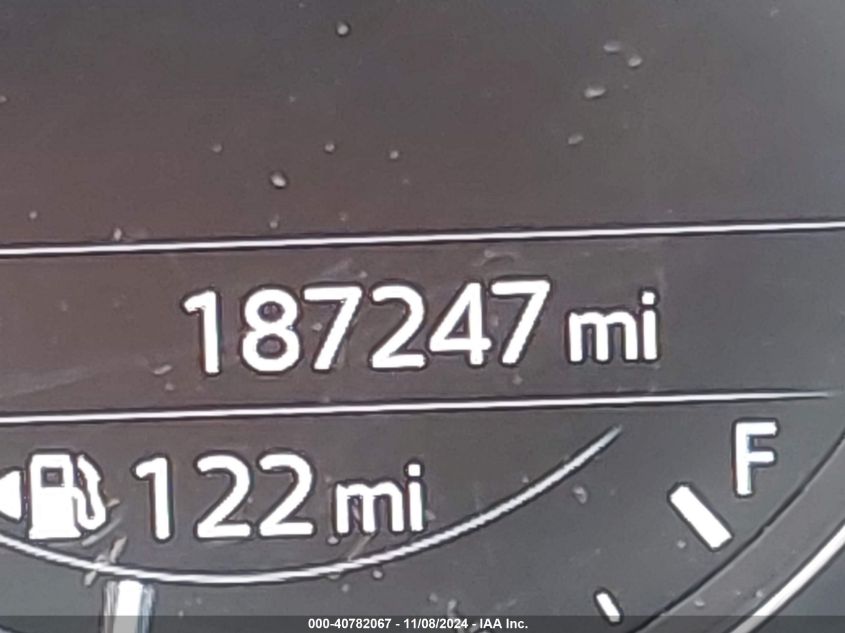 187247 mi
122 mi
F
000-40782067 - 11/08/2024 - IAA Inc.